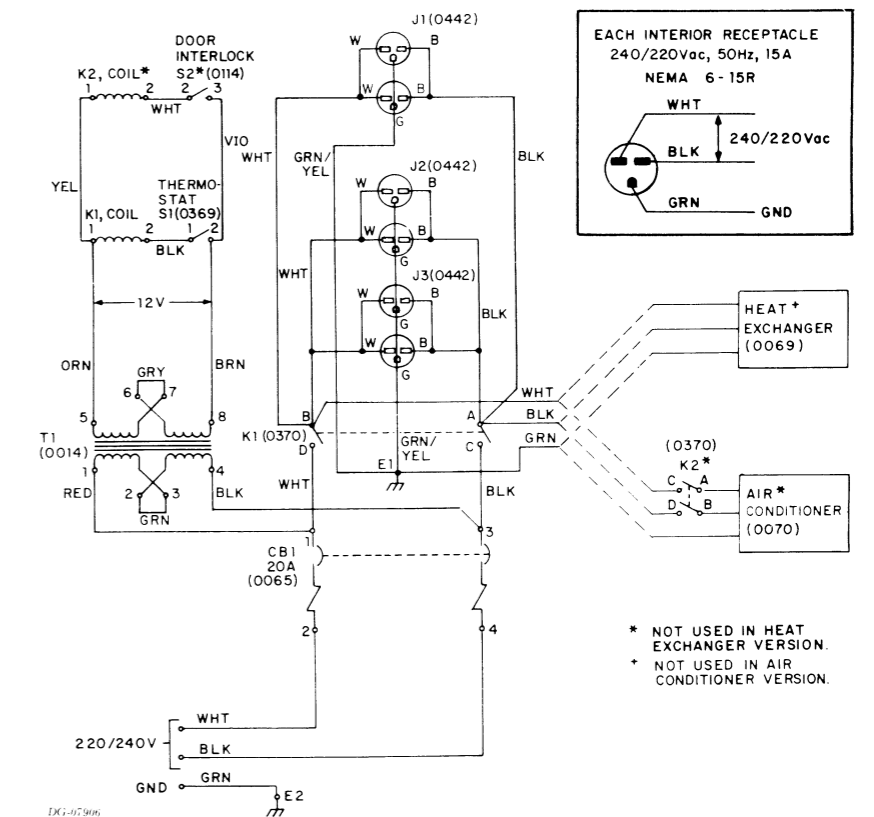 J1(0442)
W
B
W
B
G
DOOR
INTERLOCK
S2*(0114)
K2, COIL*
1
2
2
3
WHT
VIO
YEL
THERMO-
STAT
S1(0369)
K1, COIL
1
2
1
2
BLK
12V
ORN
BRN
GRY
6
7
5
8
T1
(0014)
1
4
RED
2
3
BLK
GRN
WHT
GRN/
YEL
BLK
J2(0442)
W
B
W
B
G
WHT
J3(0442)
W
B
G
BLK
W
B
G
B
A
K1(0370)
D
C
GRN/
YEL
E1
WHT
BLK
WHT
BLK
GRN
1
3
CB1
20A
(0065)
2
4
220/240V
WHT
BLK
GND
GRN
E2
EACH INTERIOR RECEPTACLE
240/220Vac, 50Hz, 15A
NEMA 6-15R
WHT
240/220Vac
BLK
GRN
GND
HEAT+
EXCHANGER
(0069)
(0370)
K2*
C
A
D
B
AIR*
CONDITIONER
(0070)
* NOT USED IN HEAT
EXCHANGER VERSION.
+ NOT USED IN AIR
CONDITIONER VERSION.
DG-07906